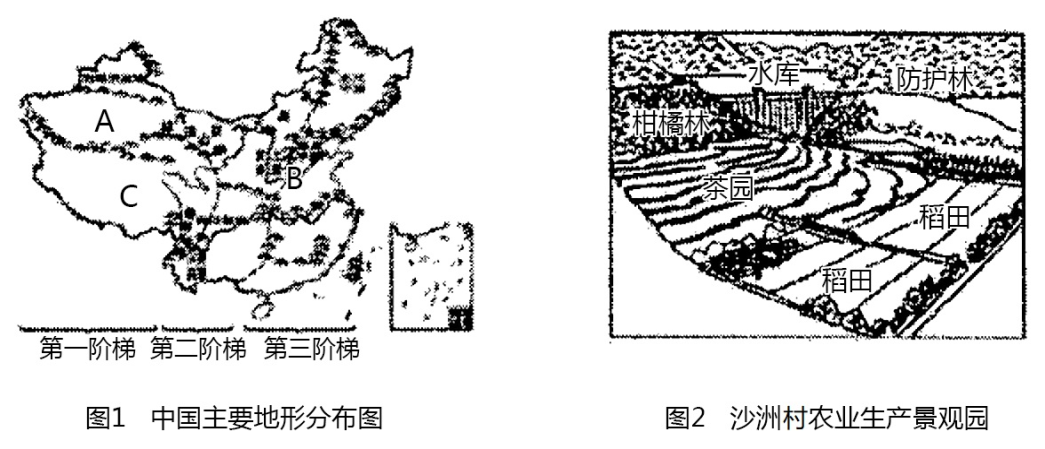 A
B
C
第一阶梯 第二阶梯 第三阶梯
图1 中国主要地形分布图
水库
防护林
柑橘林
茶园
稻田
稻田
图2 沙洲村农业生产景观园